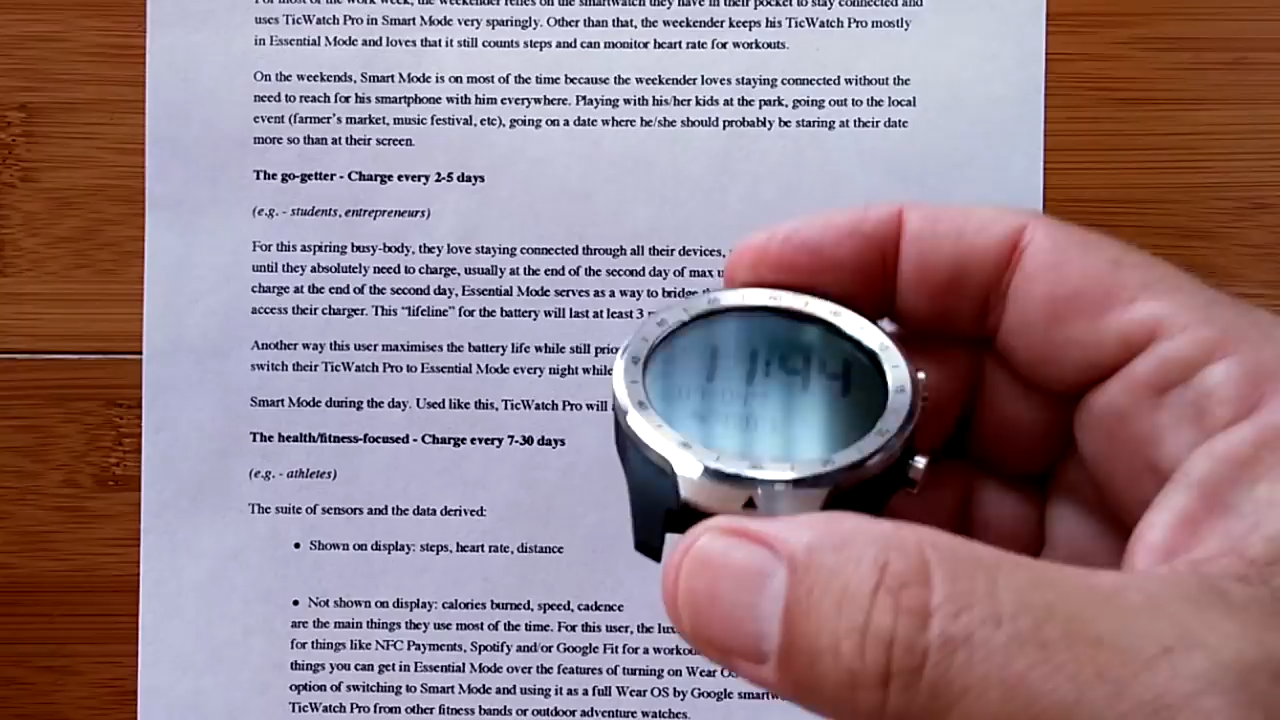 For most of the work week, the weekender relies on the smartwatch they have in their pocket to stay connected and
uses TicWatch Pro in Smart Mode very sparingly. Other than that, the weekender keeps his TicWatch Pro mostly
in Essential Mode and loves that it still counts steps and can monitor heart rate for workouts.
On the weekends, Smart Mode is on most of the time because the weekender loves staying connected without the
need to reach for his smartphone with him everywhere. Playing with his/her kids at the park, going out to the local
event (farmer's market, music festival, etc), going on a date where he/she should probably be staring at their date
more so than at their screen.
The go-getter - Charge every 2-5 days
(e.g. - students, entrepreneurs)
For this aspiring busy-body, they love staying connected through all their devices,
until they absolutely need to charge, usually at the end of the second day of max
charge at the end of the second day, Essential Mode serves as a way to bridge
access their charger. This "lifeline" for the battery will last at least 3
Another way this user maximises the battery life while still
switch their TicWatch Pro to Essential Mode every night while
Smart Mode during the day. Used like this, TicWatch Pro will
The health/fitness-focused - Charge every 7-30 days
(e.g. - athletes)
The suite of sensors and the data derived:
• Shown on display: steps, heart rate, distance
• Not shown on display: calories burned, speed, cadence
are the main things they use most of the time. For this user, the
for things like NFC Payments, Spotify and/or Google Fit for a
things you can get in Essential Mode over the features of turning on Wear
option of switching to Smart Mode and using it as a full Wear OS by Google
TicWatch Pro from other fitness bands or outdoor adventure watches.